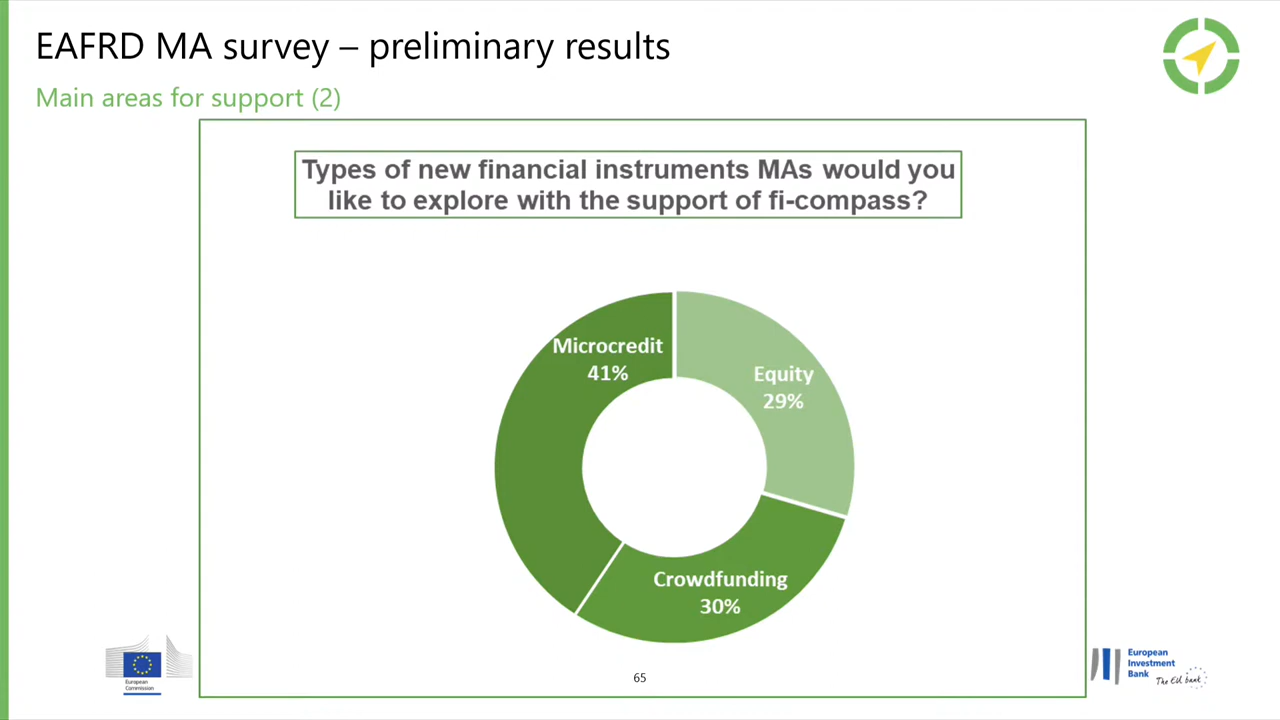 EAFRD MA survey – preliminary results
Main areas for support (2)
Types of new financial instruments MAs would you
like to explore with the support of fi-compass?
Microcredit
41%
Equity
29%
Crowdfunding
30%
European
Commission
65
European
Investment
Bank
The EU bank